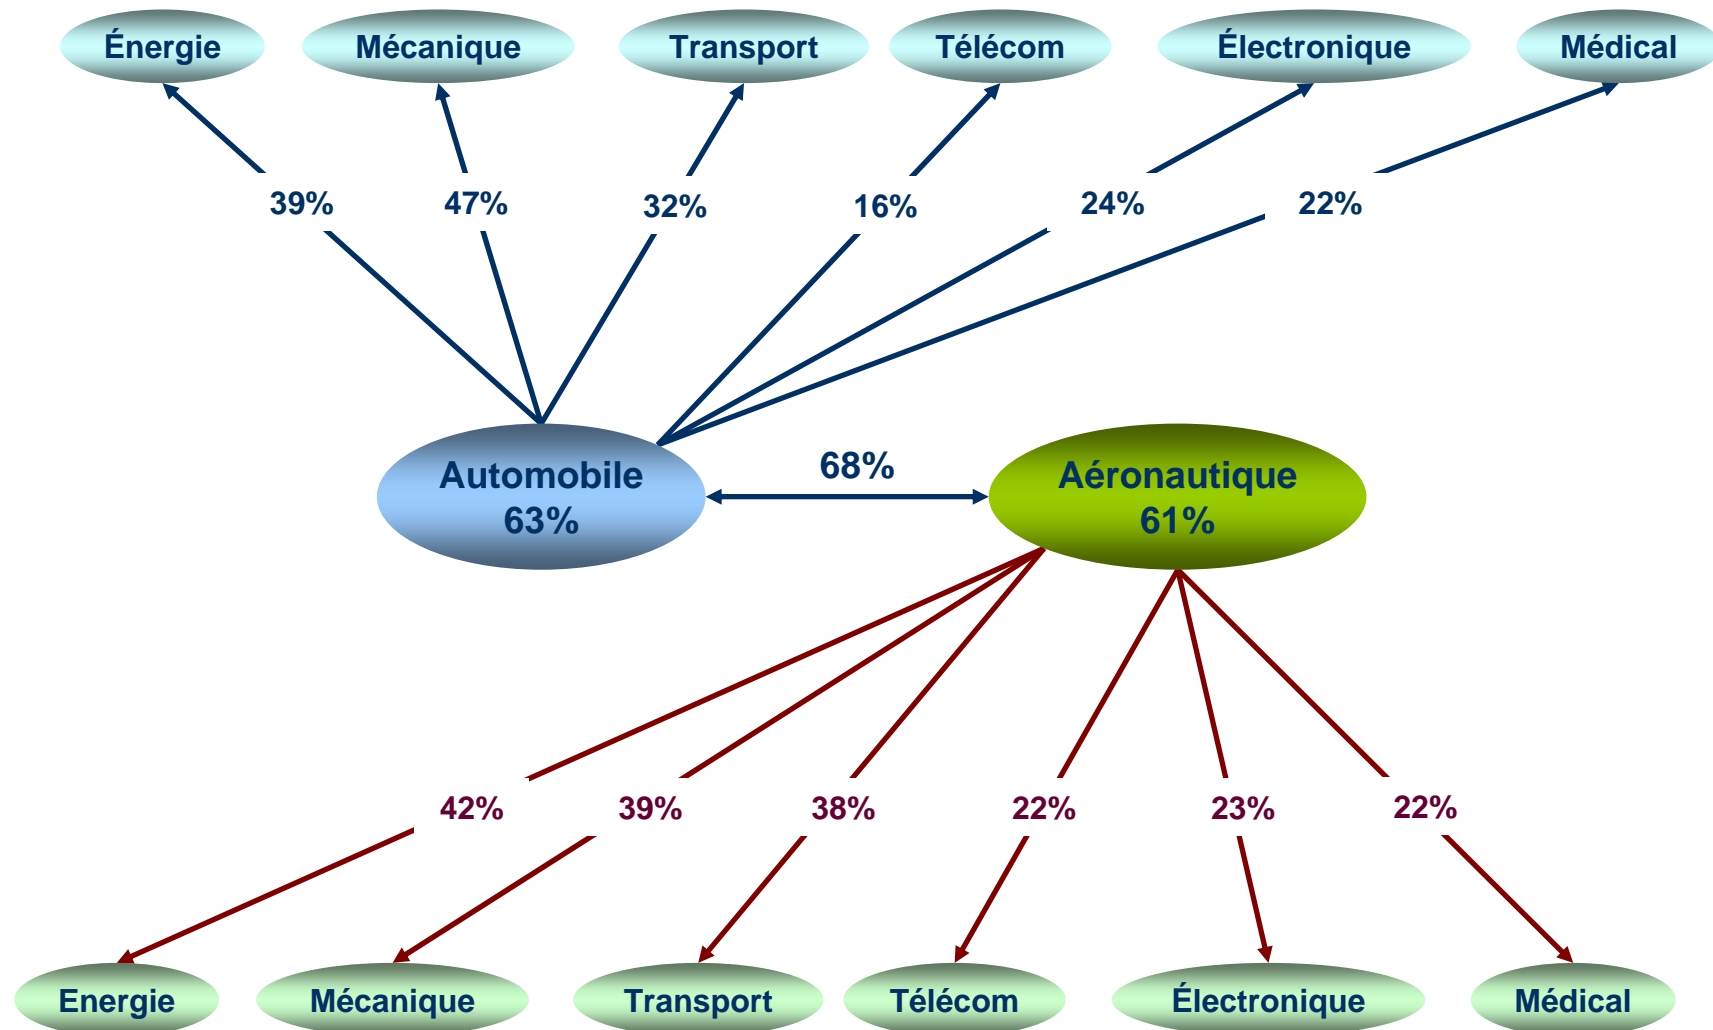 Énergie
Mécanique
Transport
Télécom
Électronique
Médical
39%
47%
32%
16%
24%
22%
Automobile
63%
68%
Aéronautique
61%
42%
39%
38%
22%
23%
22%
Energie
Mécanique
Transport
Télécom
Électronique
Médical